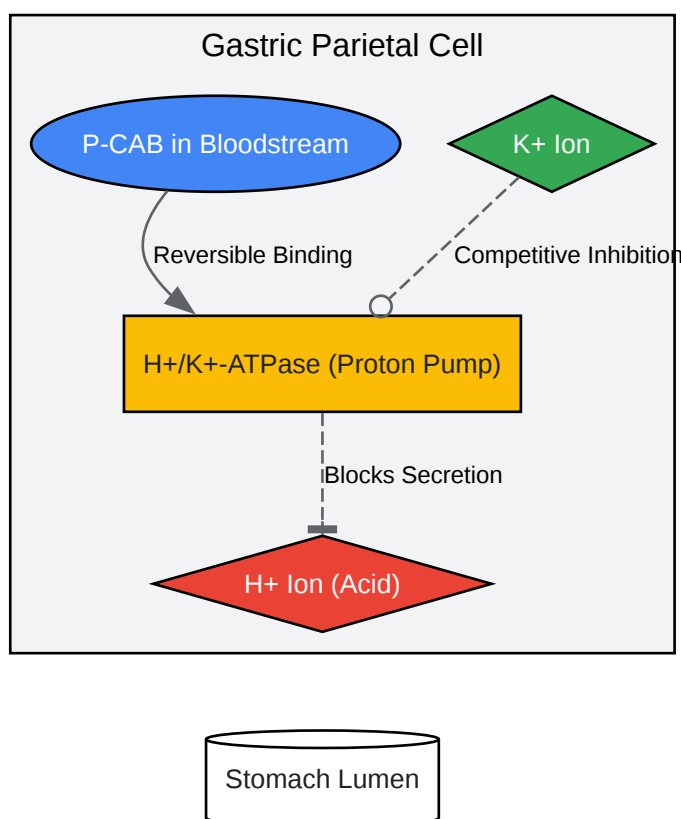 Gastric Parietal Cell
P-CAB in Bloodstream
K+ Ion
Reversible Binding
Competitive Inhibition
H+/K+-ATPase (Proton Pump)
Blocks Secretion
H+ Ion (Acid)
Stomach Lumen